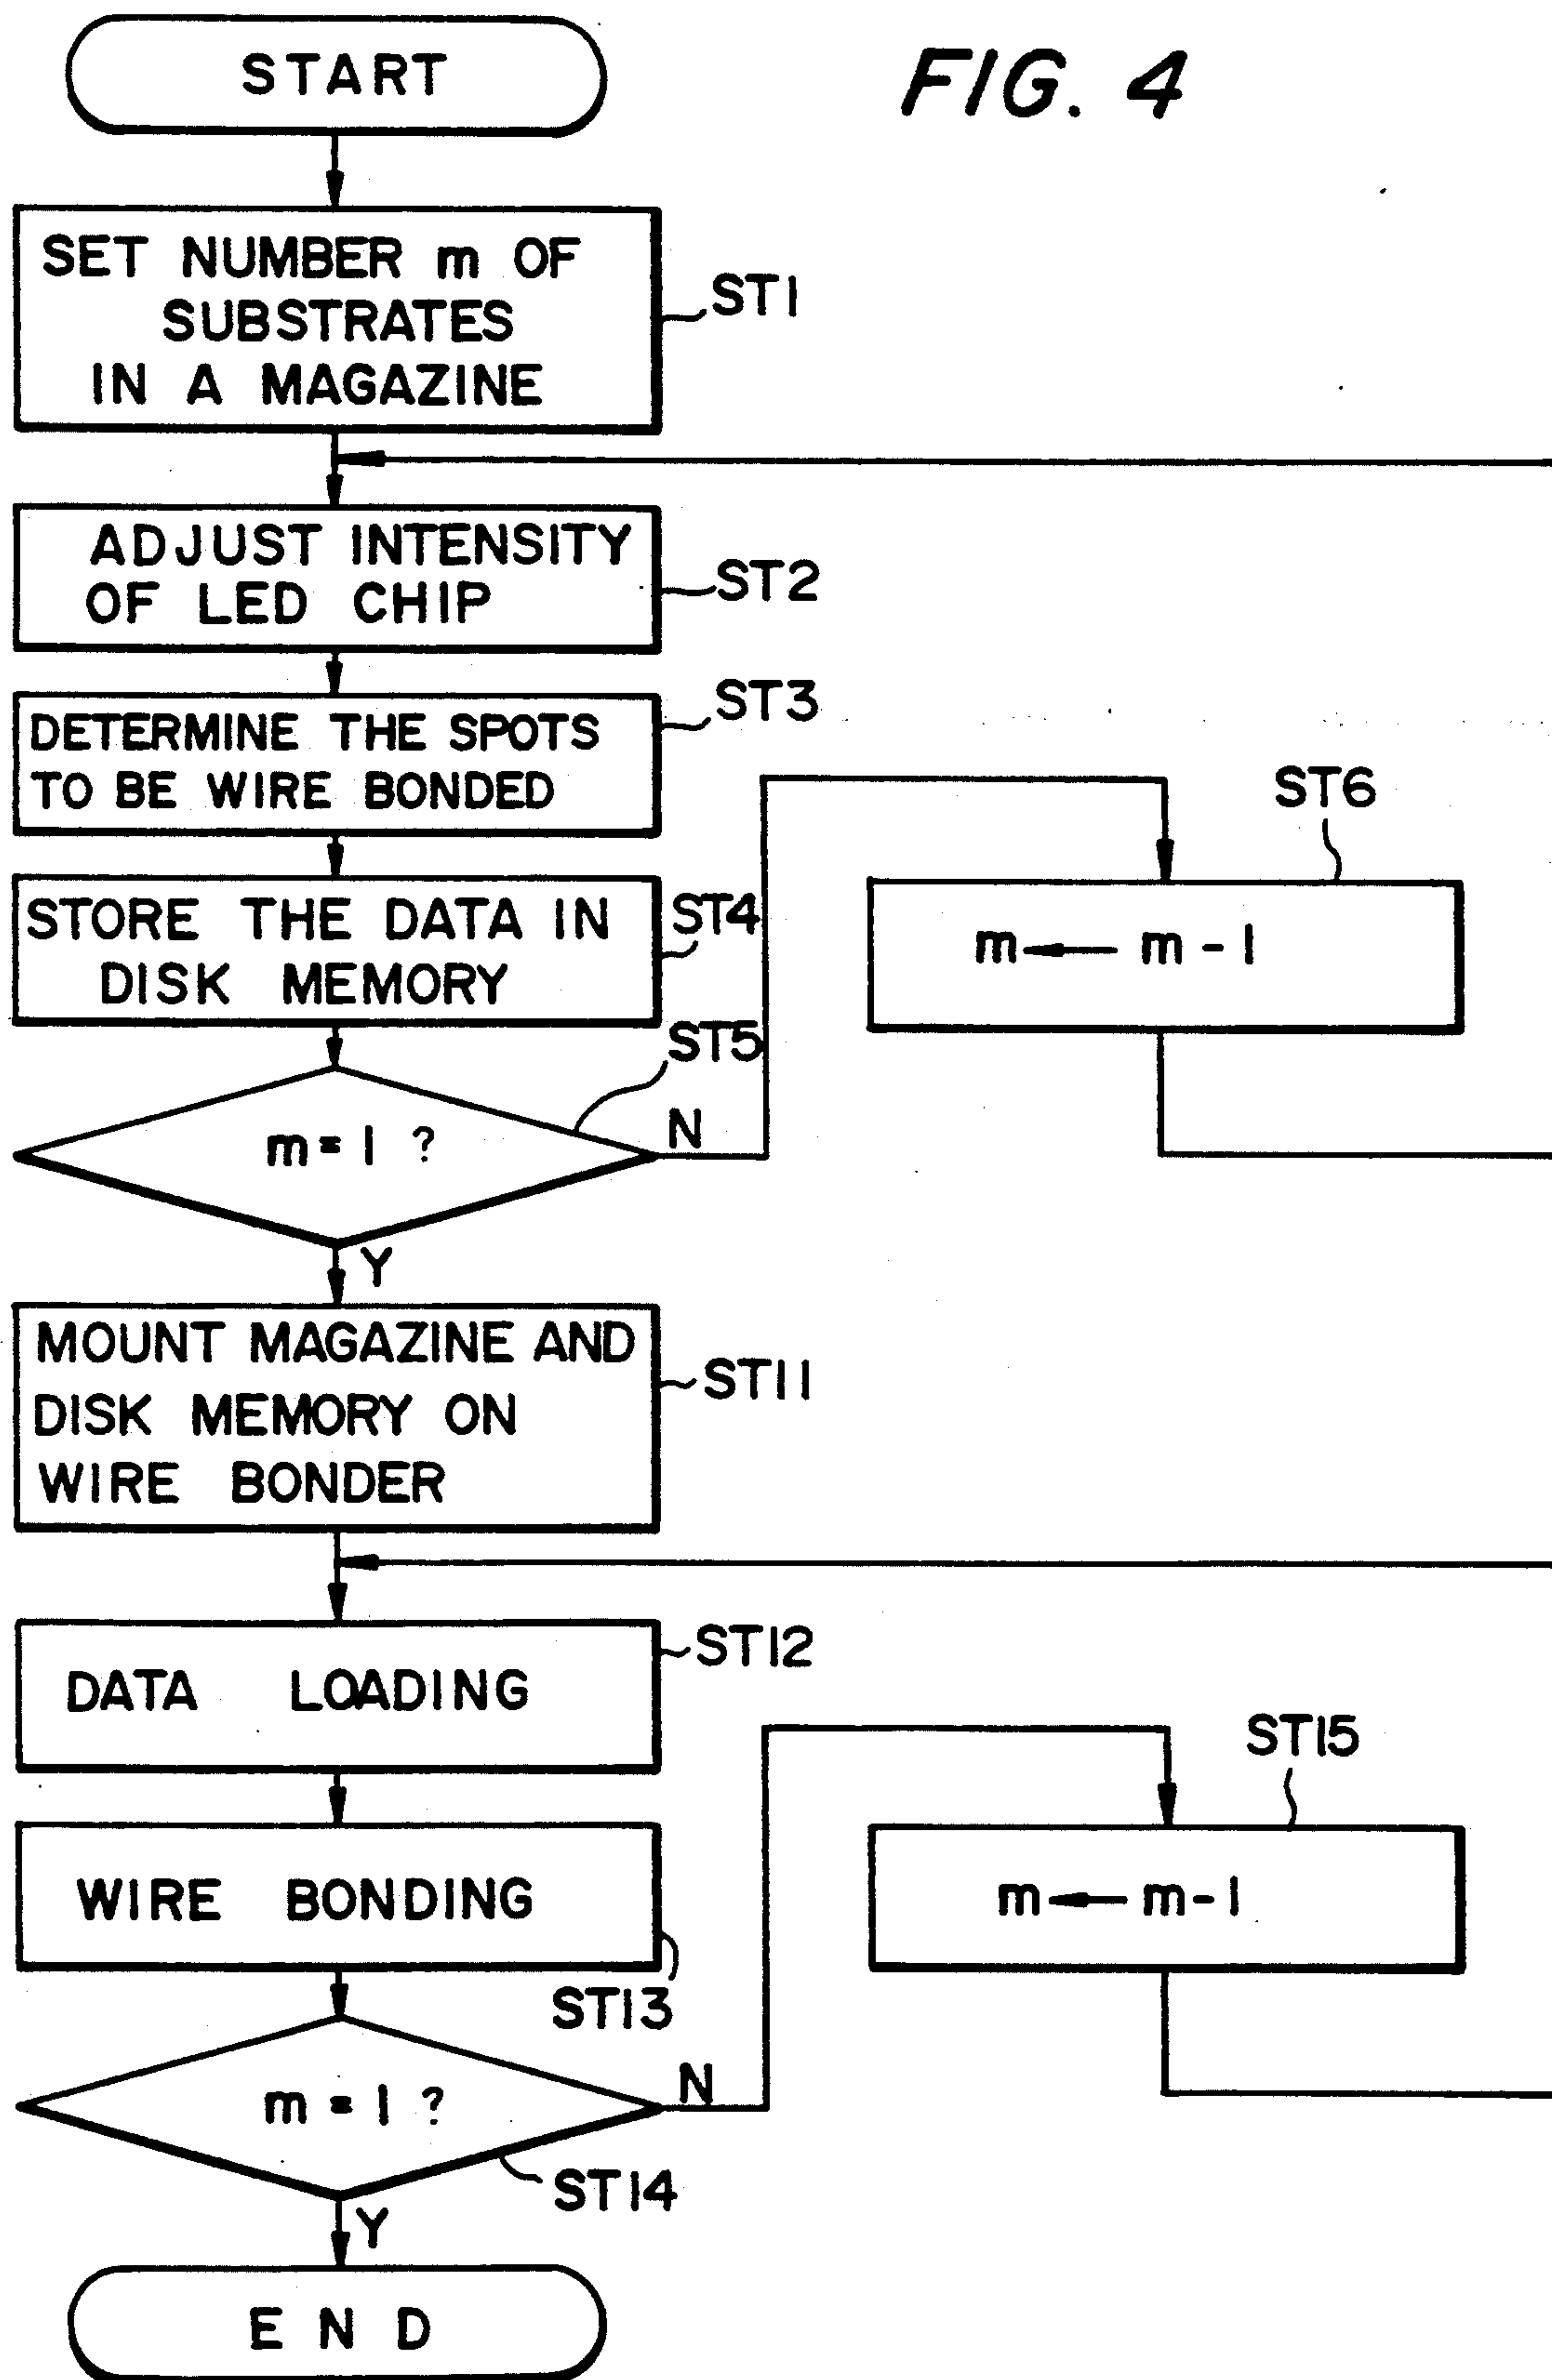 FIG. 4
START
SET NUMBER m OF
SUBSTRATES
IN A MAGAZINE
ST1
ADJUST INTENSITY
OF LED CHIP
ST2
DETERMINE THE SPOTS
TO BE WIRE BONDED
ST3
STORE THE DATA IN
DISK MEMORY
ST4
m = 1 ?
ST5
N
Y
ST6
m ← m - 1
MOUNT MAGAZINE AND
DISK MEMORY ON
WIRE BONDER
ST11
DATA LOADING
ST12
WIRE BONDING
ST13
m = 1 ?
N
ST14
Y
ST15
m ← m - 1
END